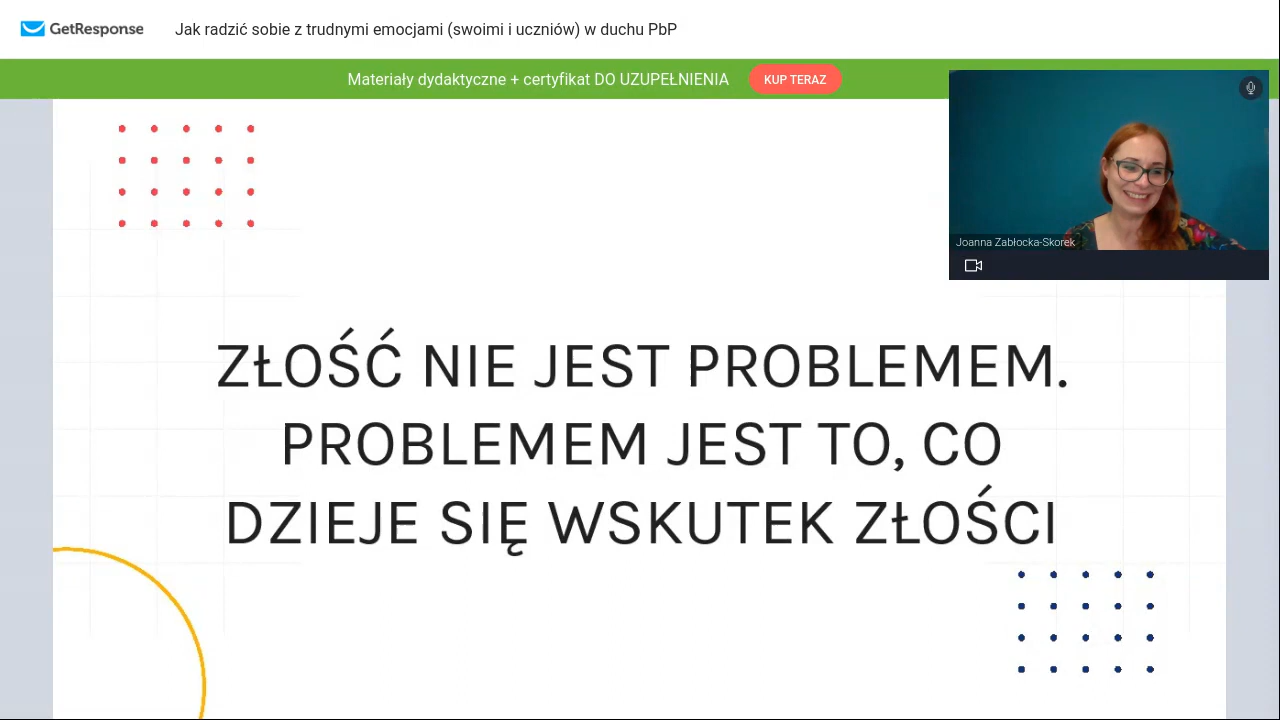 GetResponse
Jak radzić sobie z trudnymi emocjami (swoimi i uczniów) w duchu PbP
Materiały dydaktyczne + certyfikat DO UZUPEŁNIENIA
KUP TERAZ
Joanna Zabłocka-Skorek
ZŁOŚĆ NIE JEST PROBLEMEM.
PROBLEMEM JEST TO, CO
DZIEJE SIĘ WSKUTEK ZŁOŚCI